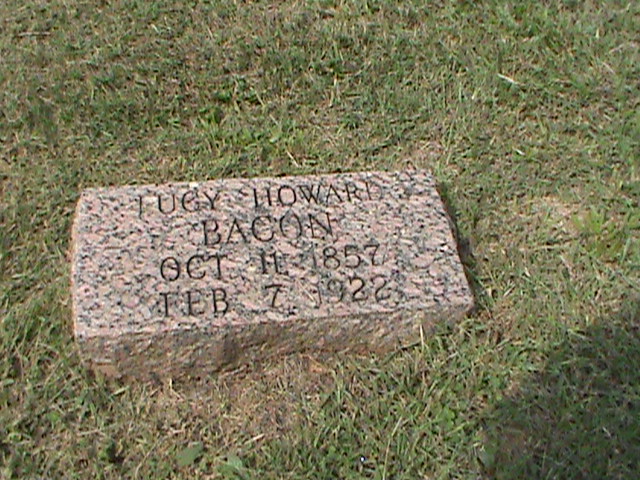 LUCY HOWARD
BACON
OCT. 11, 1857
FEB. 7, 1922